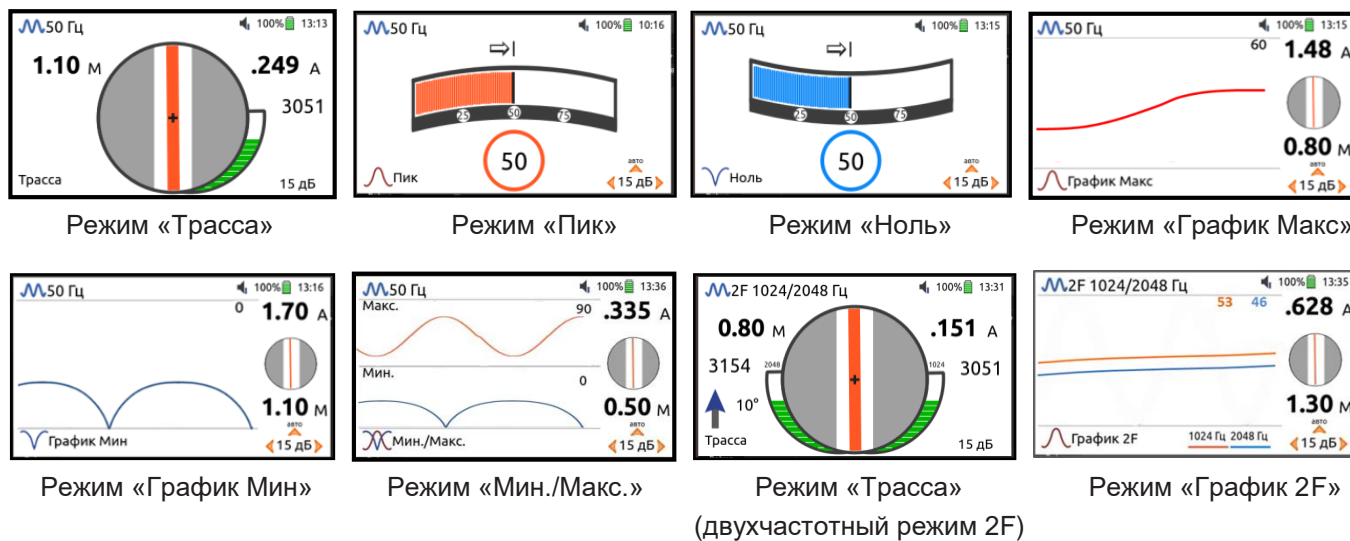 50 Гц 100% 13:13
1.10 м .249 А
3051
Трасса 15 дБ
Режим «Трасса»
50 Гц 100% 10:16
25 50 75
50
авто
Пик 15 дБ
Режим «Пик»
50 Гц 100% 13:15
25 50 75
50
авто
Ноль 15 дБ
Режим «Ноль»
50 Гц 100% 13:15
60 1.48 А
0.80 м
авто
График Макс 15 дБ
Режим «График Макс»
50 Гц 100% 13:16
0 1.70 А
1.10 м
авто
График Мин 15 дБ
Режим «График Мин»
50 Гц 100% 13:36
Макс. 90 .335 А
Мин. 0
0.50 м
авто
Мин./Макс. 15 дБ
Режим «Мин./Макс.»
2F 1024/2048 Гц 100% 13:31
0.80 м .151 А
3154 2048 1024 3051
10°
Трасса 15 дБ
Режим «Трасса»
(двухчастотный режим 2F)
2F 1024/2048 Гц 100% 13:35
53 46 .628 А
1.30 м
авто
График 2F 1024 Гц 2048 Гц 15 дБ
Режим «График 2F»